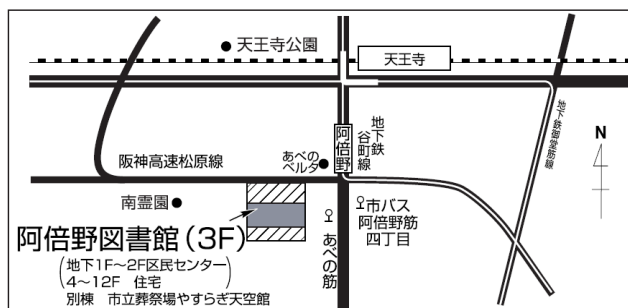 天王寺公園
天王寺
地下鉄御堂筋線
N
地下鉄
谷町線
阿倍野
あべの
ベルタ
阪神高速松原線
南霊園
市バス
阿倍野筋
四丁目
あべの筋
阿倍野図書館(3F)
(地下1F~2F区民センター
4~12F 住宅)
別棟 市立葬祭場やすらぎ天空館